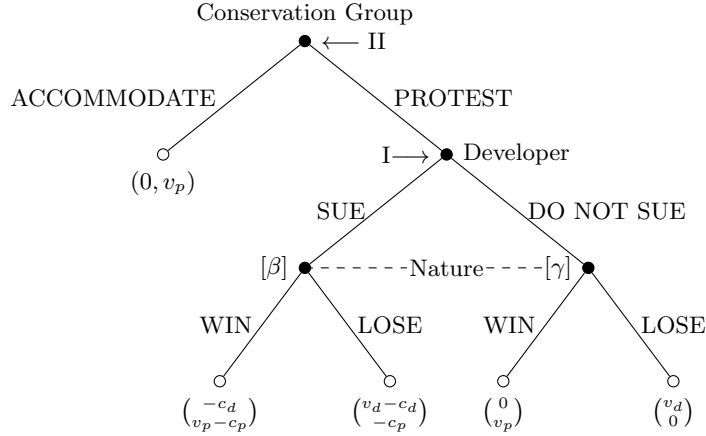 Conservation Group
II
ACCOMMODATE PROTEST
I Developer
(0, v_p)
SUE DO NOT SUE
[β] Nature [γ]
WIN LOSE WIN LOSE
(−c_d
v_p−c_p) (v_d−c_d
−c_p) (0
v_p) (v_d
0)